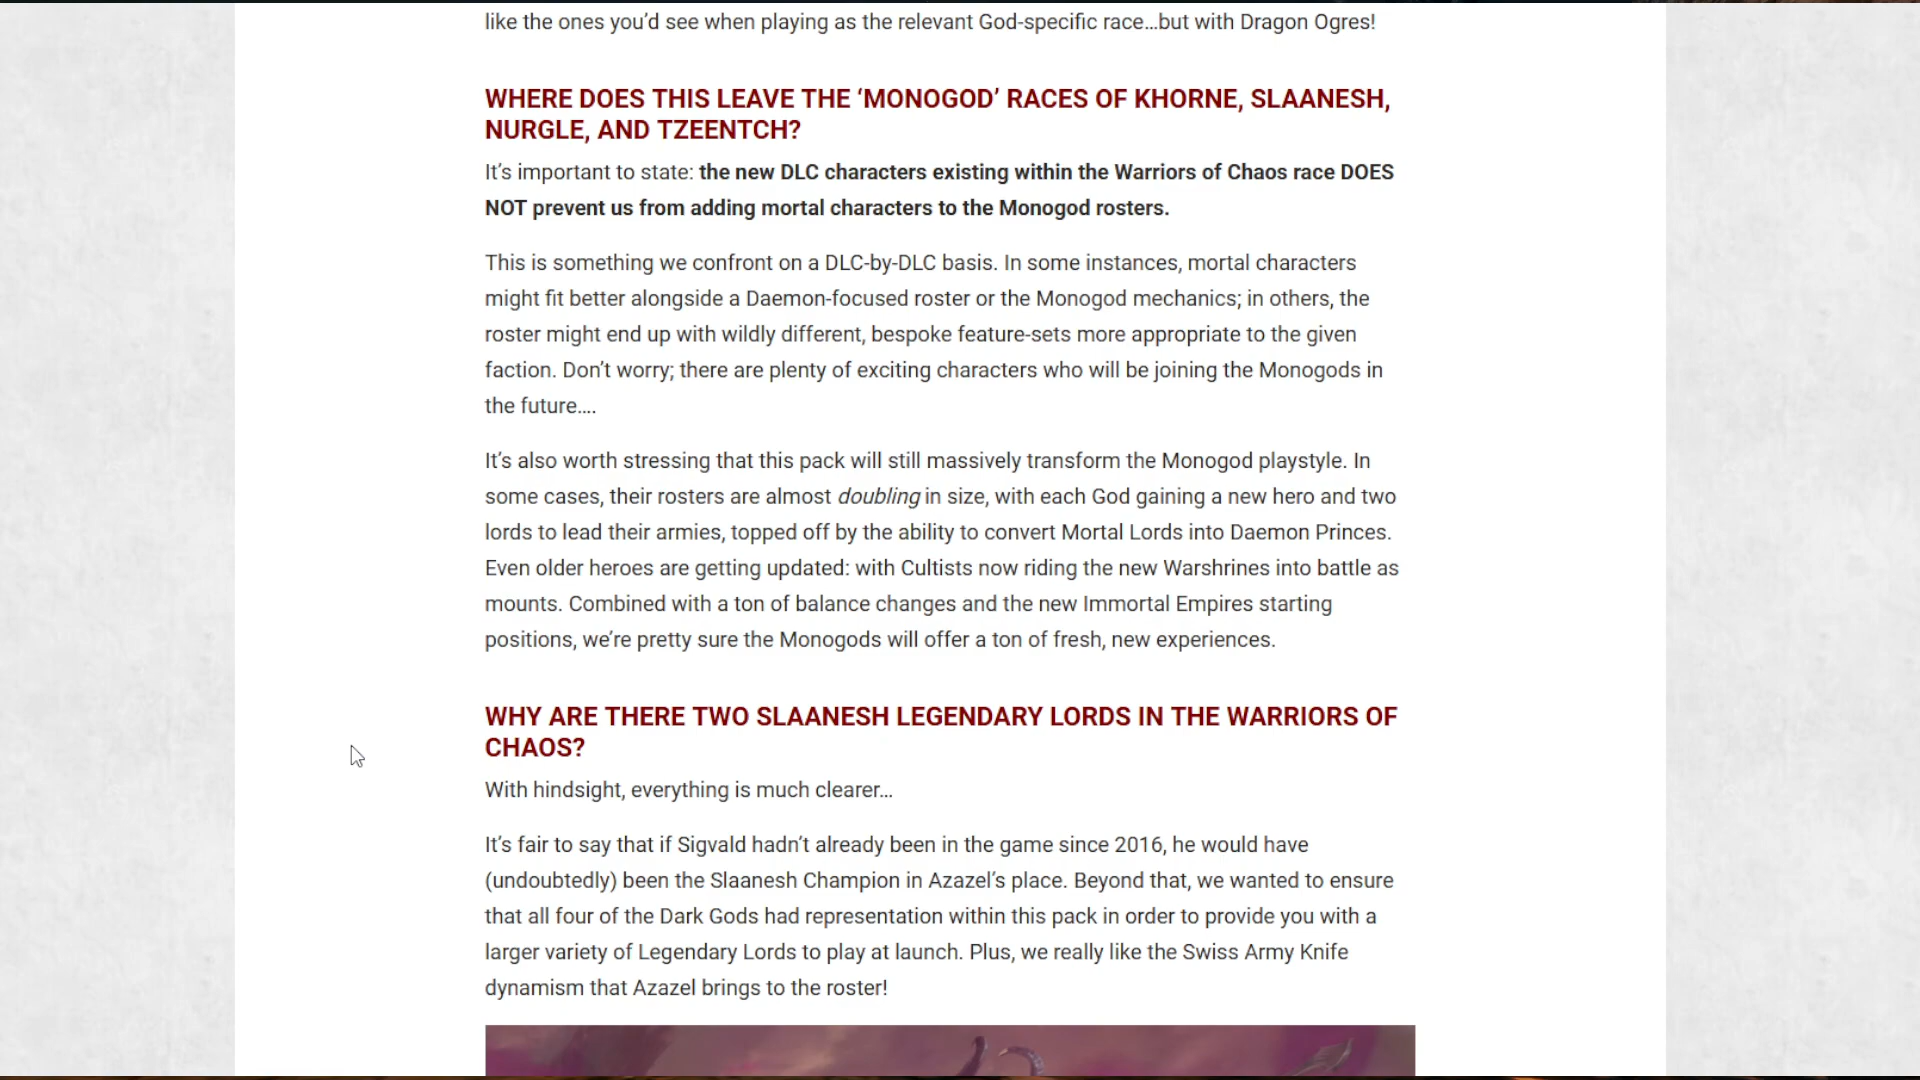 like the ones you’d see when playing as the relevant God-specific race…but with Dragon Ogres!
WHERE DOES THIS LEAVE THE ‘MONOGOD’ RACES OF KHORNE, SLAANESH,
NURGLE, AND TZEENTCH?
It’s important to state: the new DLC characters existing within the Warriors of Chaos race DOES
NOT prevent us from adding mortal characters to the Monogod rosters.
This is something we confront on a DLC-by-DLC basis. In some instances, mortal characters
might fit better alongside a Daemon-focused roster or the Monogod mechanics; in others, the
roster might end up with wildly different, bespoke feature-sets more appropriate to the given
faction. Don’t worry; there are plenty of exciting characters who will be joining the Monogods in
the future….
It’s also worth stressing that this pack will still massively transform the Monogod playstyle. In
some cases, their rosters are almost doubling in size, with each God gaining a new hero and two
lords to lead their armies, topped off by the ability to convert Mortal Lords into Daemon Princes.
Even older heroes are getting updated: with Cultists now riding the new Warshrines into battle as
mounts. Combined with a ton of balance changes and the new Immortal Empires starting
positions, we’re pretty sure the Monogods will offer a ton of fresh, new experiences.
WHY ARE THERE TWO SLAANESH LEGENDARY LORDS IN THE WARRIORS OF
CHAOS?
With hindsight, everything is much clearer…
It’s fair to say that if Sigvald hadn’t already been in the game since 2016, he would have
(undoubtedly) been the Slaanesh Champion in Azazel’s place. Beyond that, we wanted to ensure
that all four of the Dark Gods had representation within this pack in order to provide you with a
larger variety of Legendary Lords to play at launch. Plus, we really like the Swiss Army Knife
dynamism that Azazel brings to the roster!